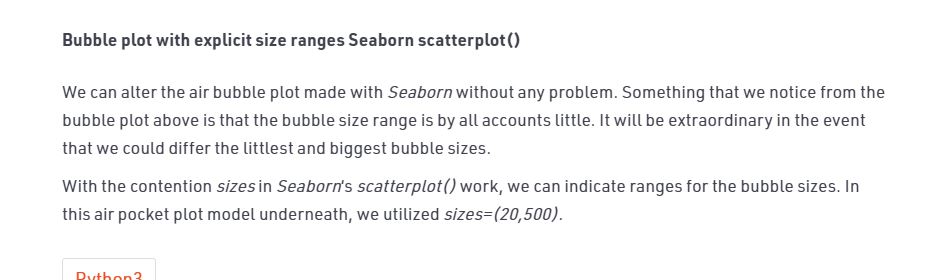 Bubble plot with explicit size ranges Seaborn scatterplot()
We can alter the air bubble plot made with Seaborn without any problem. Something that we notice from the
bubble plot above is that the bubble size range is by all accounts little. It will be extraordinary in the event
that we could differ the littlest and biggest bubble sizes.
With the contention sizes in Seaborn's scatterplot() work, we can indicate ranges for the bubble sizes. In
this air pocket plot model underneath, we utilized sizes=(20,500).
Python3